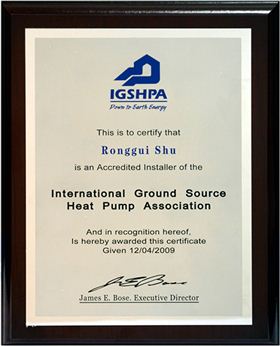 IGSHPA
Down to Earth Energy
This is to certify that
Ronggui Shu
is an Accredited Installer of the
International Ground Source
Heat Pump Association
And in recognition hereof,
Is hereby awarded this certificate
Given 12/04/2009
James E. Bose. Executive Director